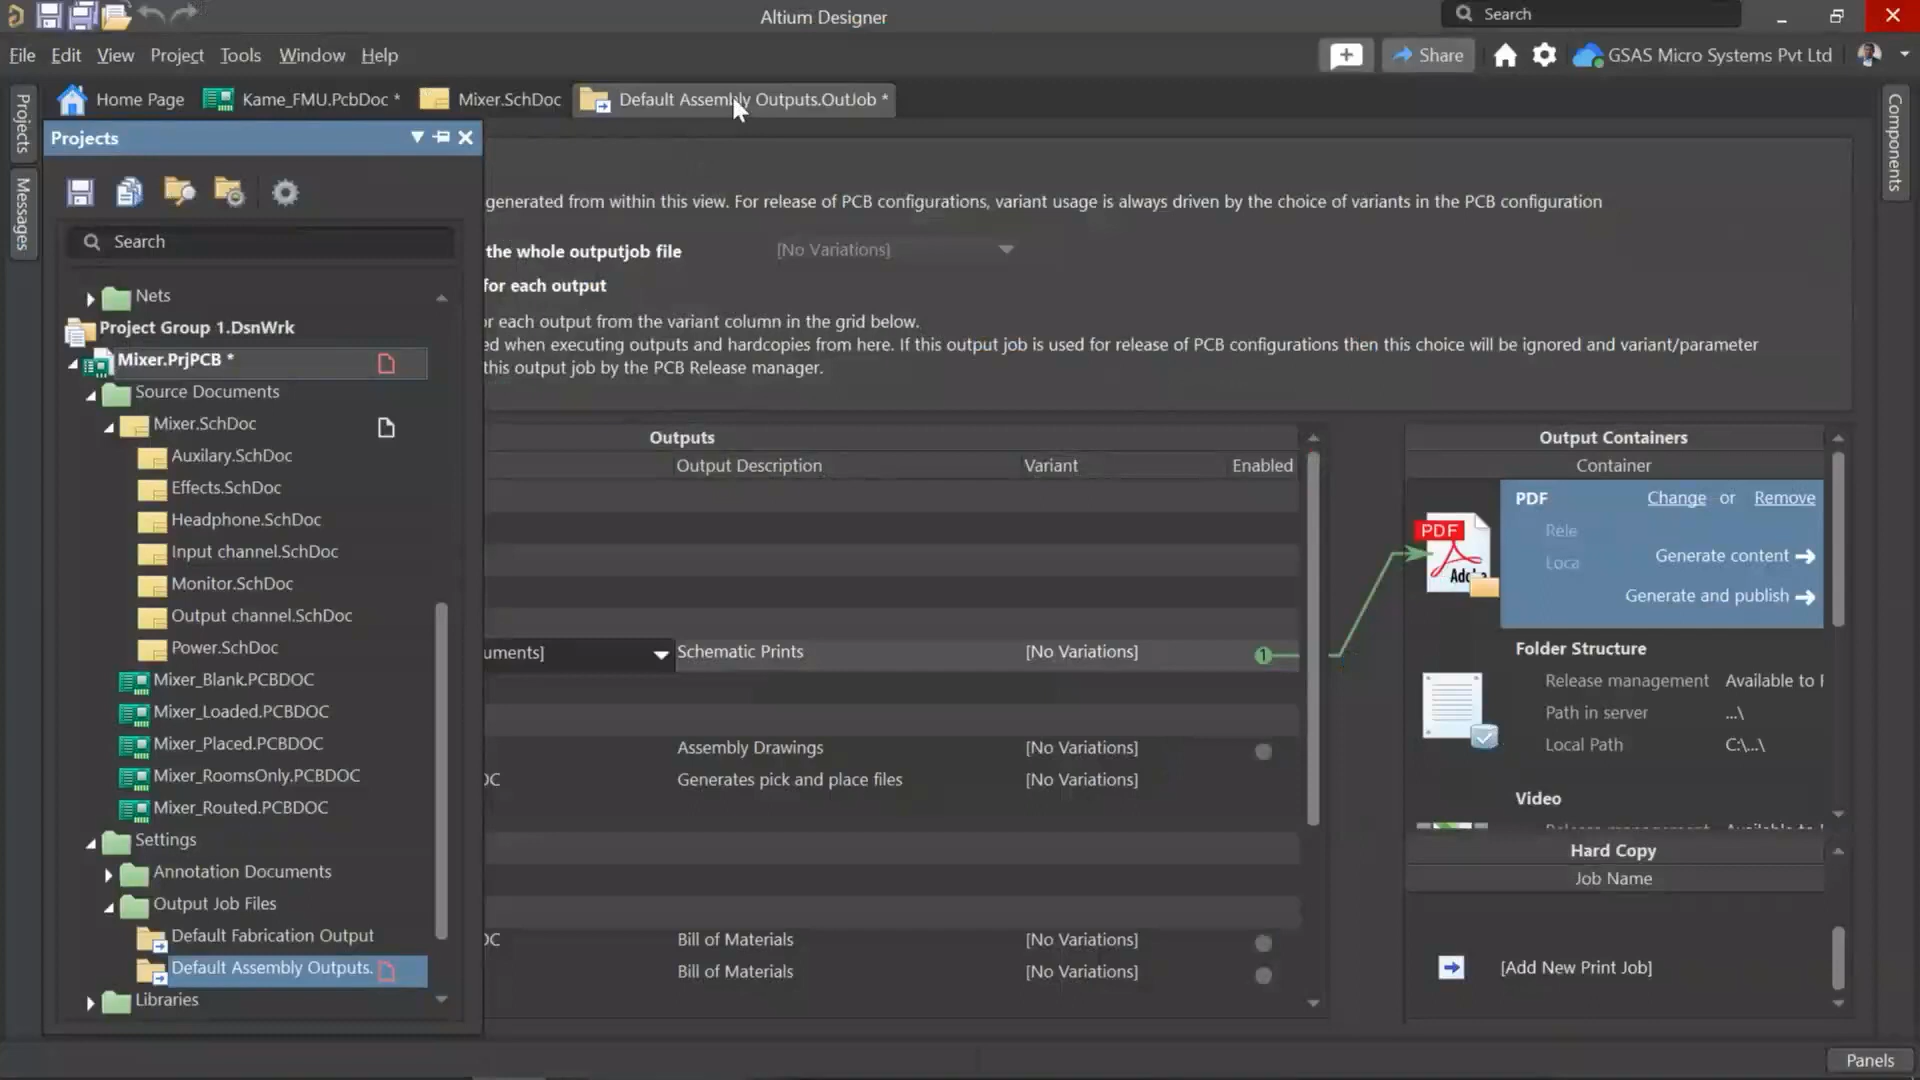 Altium Designer
Search
File Edit View Project Tools Window Help
Share
GSAS Micro Systems Pvt Ltd
Home Page
Kame_FMU.PcbDoc *
Mixer.SchDoc
Default Assembly Outputs.OutJob *
Projects
Messages
Components
Projects
Search
Nets
Project Group 1.DsnWrk
Mixer.PrjPCB *
Source Documents
Mixer.SchDoc
Auxilary.SchDoc
Effects.SchDoc
Headphone.SchDoc
Input channel.SchDoc
Monitor.SchDoc
Output channel.SchDoc
Power.SchDoc
Mixer_Blank.PCBDOC
Mixer_Loaded.PCBDOC
Mixer_Placed.PCBDOC
Mixer_RoomsOnly.PCBDOC
Mixer_Routed.PCBDOC
Settings
Annotation Documents
Output Job Files
Default Fabrication Output
Default Assembly Outputs.
Libraries
generated from within this view. For release of PCB configurations, variant usage is always driven by the choice of variants in the PCB configuration
the whole outputjob file
[No Variations]
for each output
or each output from the variant column in the grid below.
ed when executing outputs and hardcopies from here. If this output job is used for release of PCB configurations then this choice will be ignored and variant/parameter
this output job by the PCB Release manager.
Outputs
Output Description Variant Enabled
uments] Schematic Prints [No Variations] 1
Assembly Drawings [No Variations]
OC Generates pick and place files [No Variations]
OC Bill of Materials [No Variations]
Bill of Materials [No Variations]
Output Containers
Container
PDF
Adobe
PDF Change or Remove
Rele
Generate content
Loca
Generate and publish
Folder Structure
Release management Available to F
Path in server ...\
Local Path C:\...\
Video
Release management Available to
Hard Copy
Job Name
[Add New Print Job]
Panels